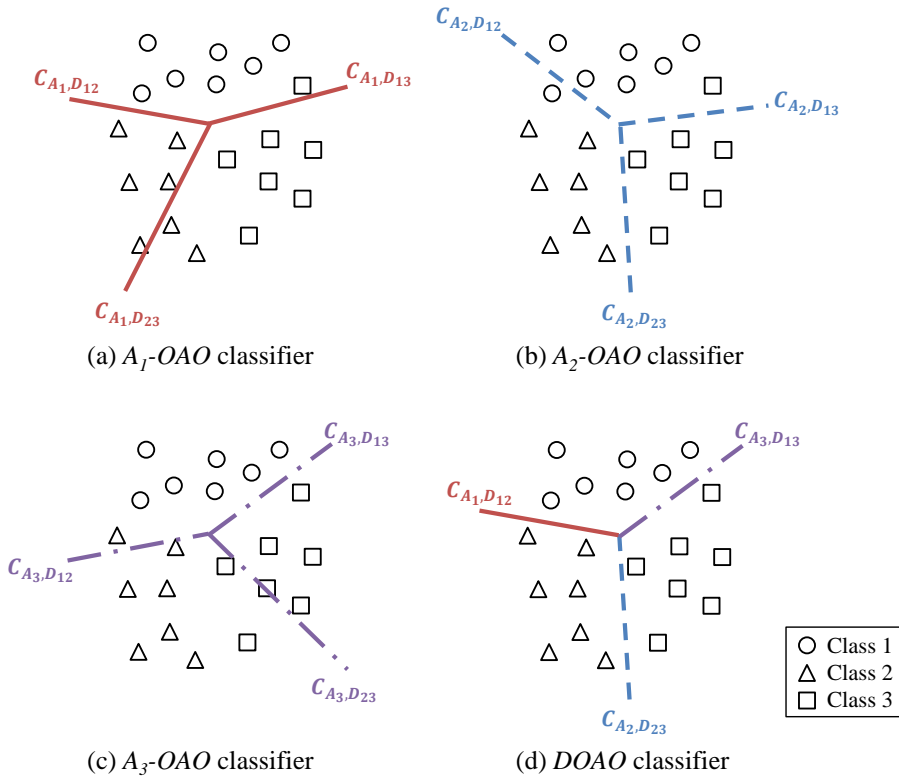 C_{A_1,D_{12}}
C_{A_1,D_{13}}
C_{A_1,D_{23}}
(a) A_1-OAO classifier
C_{A_2,D_{12}}
C_{A_2,D_{13}}
C_{A_2,D_{23}}
(b) A_2-OAO classifier
C_{A_3,D_{13}}
C_{A_3,D_{12}}
C_{A_3,D_{23}}
(c) A_3-OAO classifier
C_{A_3,D_{13}}
C_{A_1,D_{12}}
C_{A_2,D_{23}}
(d) DOAO classifier
Class 1
Class 2
Class 3